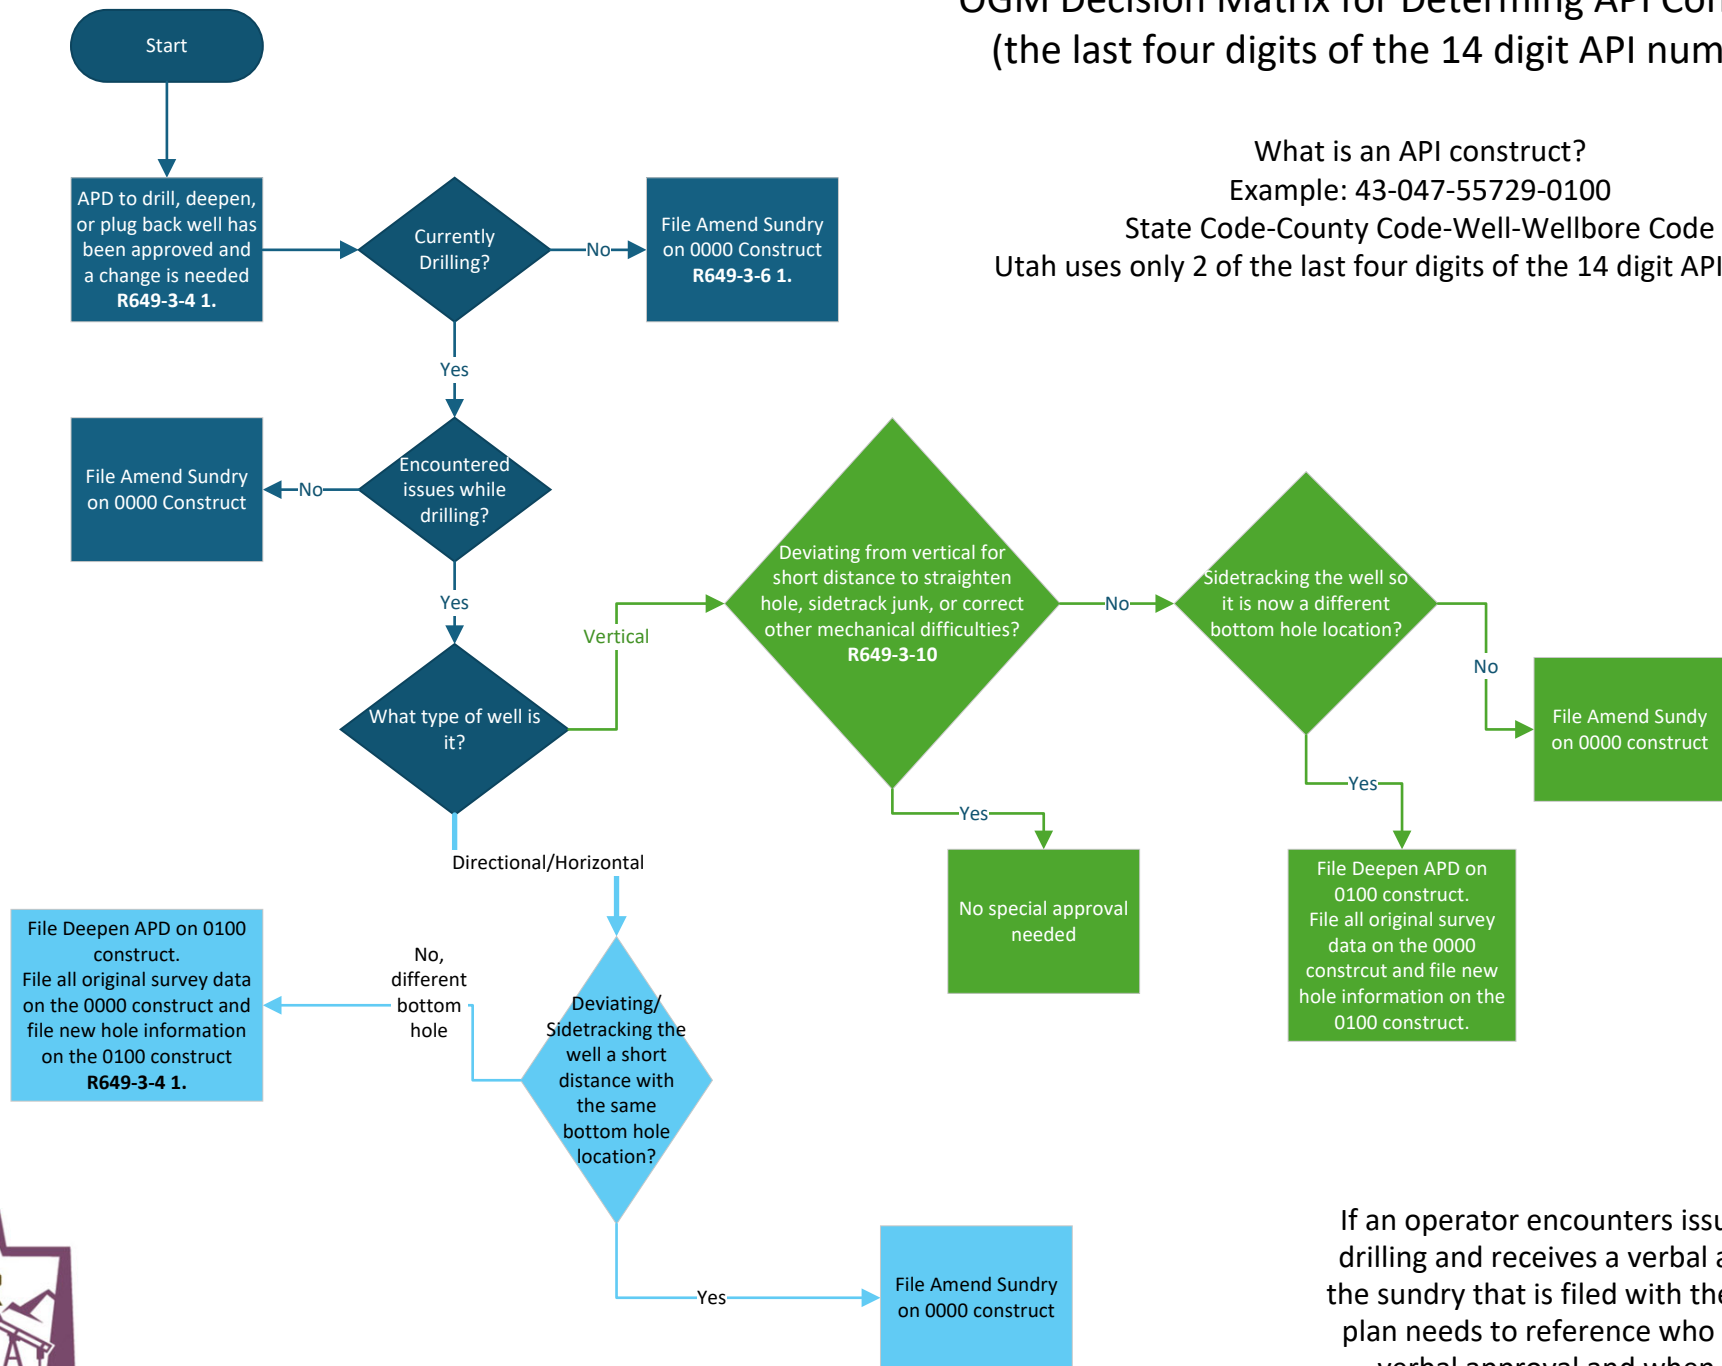 OGM Decision Matrix for Determing API Con
(the last four digits of the 14 digit API num
What is an API construct?
Example: 43-047-55729-0100
State Code-County Code-Well-Wellbore Code
Utah uses only 2 of the last four digits of the 14 digit API
Start
APD to drill, deepen,
or plug back well has
been approved and
a change is needed
R649-3-4 1.
Currently
Drilling?
No
File Amend Sundry
on 0000 Construct
R649-3-6 1.
Yes
Encountered
issues while
drilling?
No
File Amend Sundry
on 0000 Construct
Yes
What type of well is
it?
Vertical
Deviating from vertical for
short distance to straighten
hole, sidetrack junk, or correct
other mechanical difficulties?
R649-3-10
No
Sidetracking the well so
it is now a different
bottom hole location?
No
File Amend Sundy
on 0000 construct
Yes
No special approval
needed
Yes
File Deepen APD on
0100 construct.
File all original survey
data on the 0000
constrcut and file new
hole information on the
0100 construct.
Directional/Horizontal
Deviating/
Sidetracking the
well a short
distance with
the same
bottom hole
location?
No,
different
bottom
hole
File Deepen APD on 0100
construct.
File all original survey data
on the 0000 construct and
file new hole information
on the 0100 construct
R649-3-4 1.
Yes
File Amend Sundry
on 0000 construct
If an operator encounters issu
drilling and receives a verbal a
the sundry that is filed with the
plan needs to reference who
verbal approval and when